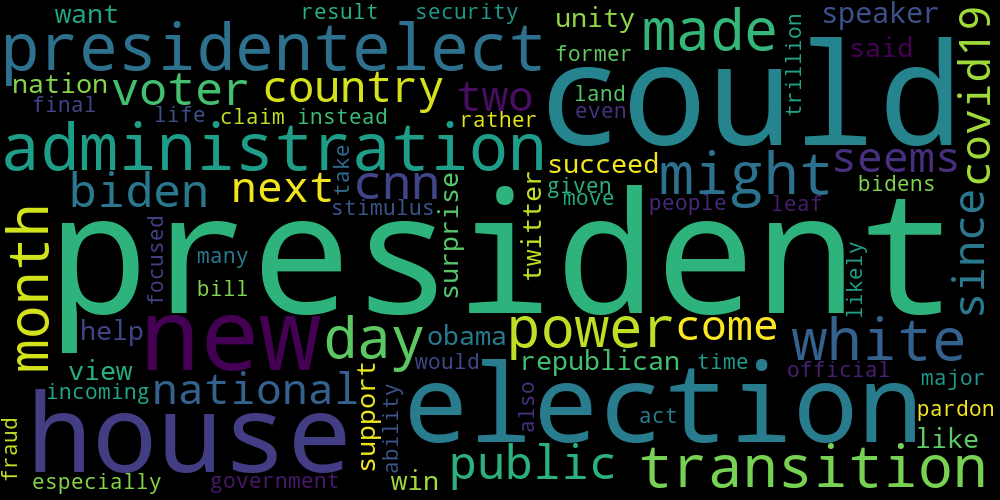 want
result
security
unity
made
speaker
covid19
presidentelect
former
said
trillion
nation
voter
country
two
land
could
final
life
claim
instead
rather
even
administration
take
succeed
might
seems
biden
next
cnn
given
move
bidens
stimulus
surprise
twitter
people
leaf
since
month
president
focused
many
bill
likely
help
new
day
obama
power
come
white
view
would
republican
time
official
major
incoming
national
support
ability
election
also
act
pardon
house
fraud
like
especially
government
win
public
transition